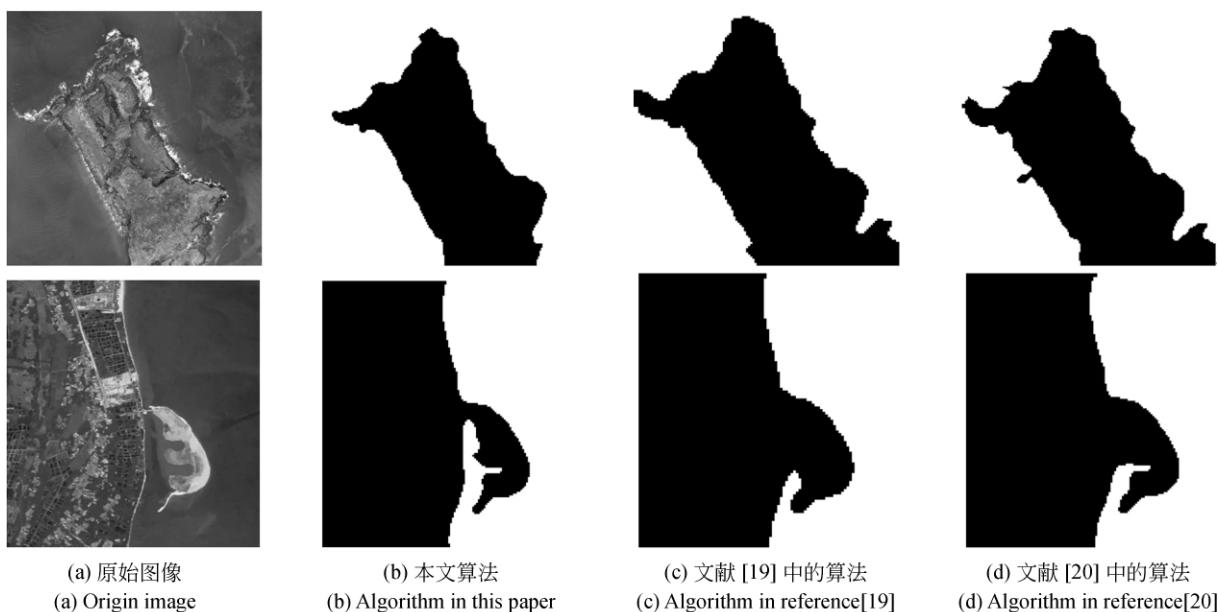 (a) 原始图像
(a) Origin image
(b) 本文算法
(b) Algorithm in this paper
(c) 文献 [19] 中的算法
(c) Algorithm in reference[19]
(d) 文献 [20] 中的算法
(d) Algorithm in reference[20]